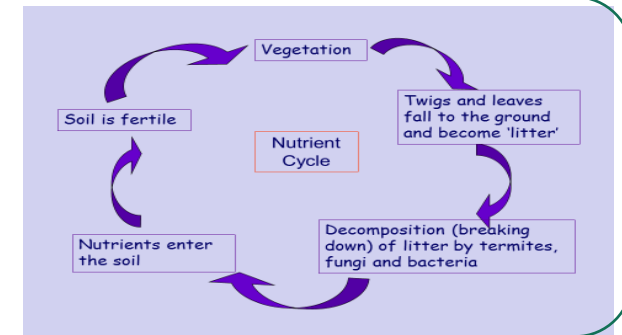 Vegetation
Twigs and leaves
fall to the ground
and become 'litter'
Decomposition (breaking
down) of litter by termites,
fungi and bacteria
Nutrients enter
the soil
Soil is fertile
Nutrient
Cycle